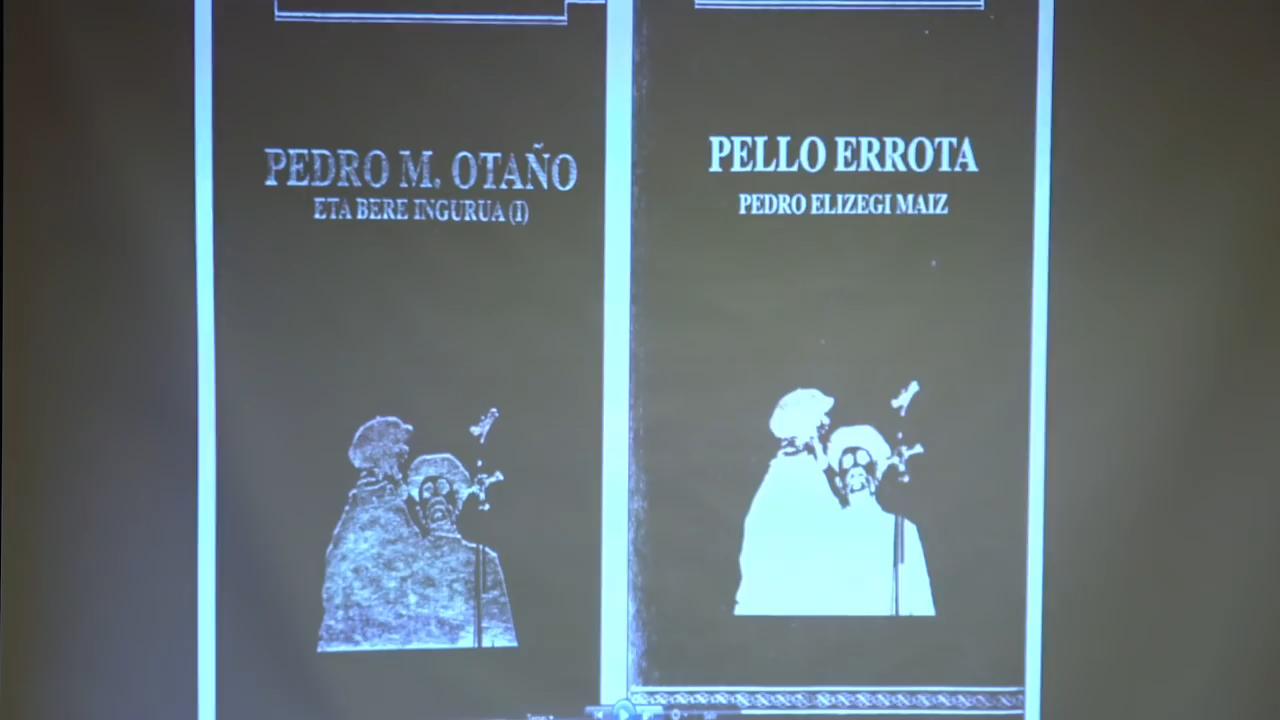 PEDRO M. OTAÑO
ETA BERE INGURUA (I)
PELLO ERROTA
PEDRO ELIZEGI MAIZ